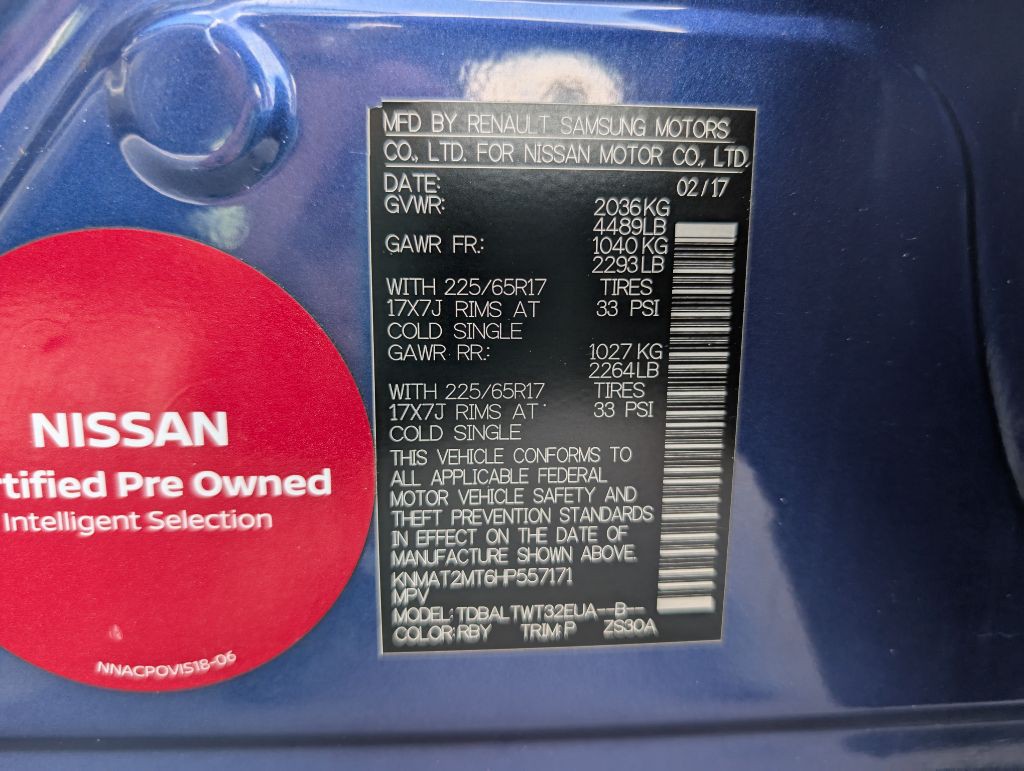 MFD BY RENAULT SAMSUNG MOTORS
CO., LTD. FOR NISSAN MOTOR CO., LTD.
DATE: 02/17
GVWR: 2036KG
4489LB
GAWR FR.: 1040KG
2293LB
WITH 225/65R17 TIRES
17X7J RIMS AT 33 PSI
COLD SINGLE
GAWR RR.: 1027KG
2264LB
WITH 225/65R17 TIRES
17X7J RIMS AT 33 PSI
COLD SINGLE
THIS VEHICLE CONFORMS TO
ALL APPLICABLE FEDERAL
MOTOR VEHICLE SAFETY AND
THEFT PREVENTION STANDARDS
IN EFFECT ON THE DATE OF
MANUFACTURE SHOWN ABOVE.
KNMAT2MT6HP557171
MPV
MODEL: TDBALTWT32EUA--B--
COLOR:RBY TRIM:P ZS30A
NISSAN
rtified Pre Owned
Intelligent Selection
NNACPOVIS18-06